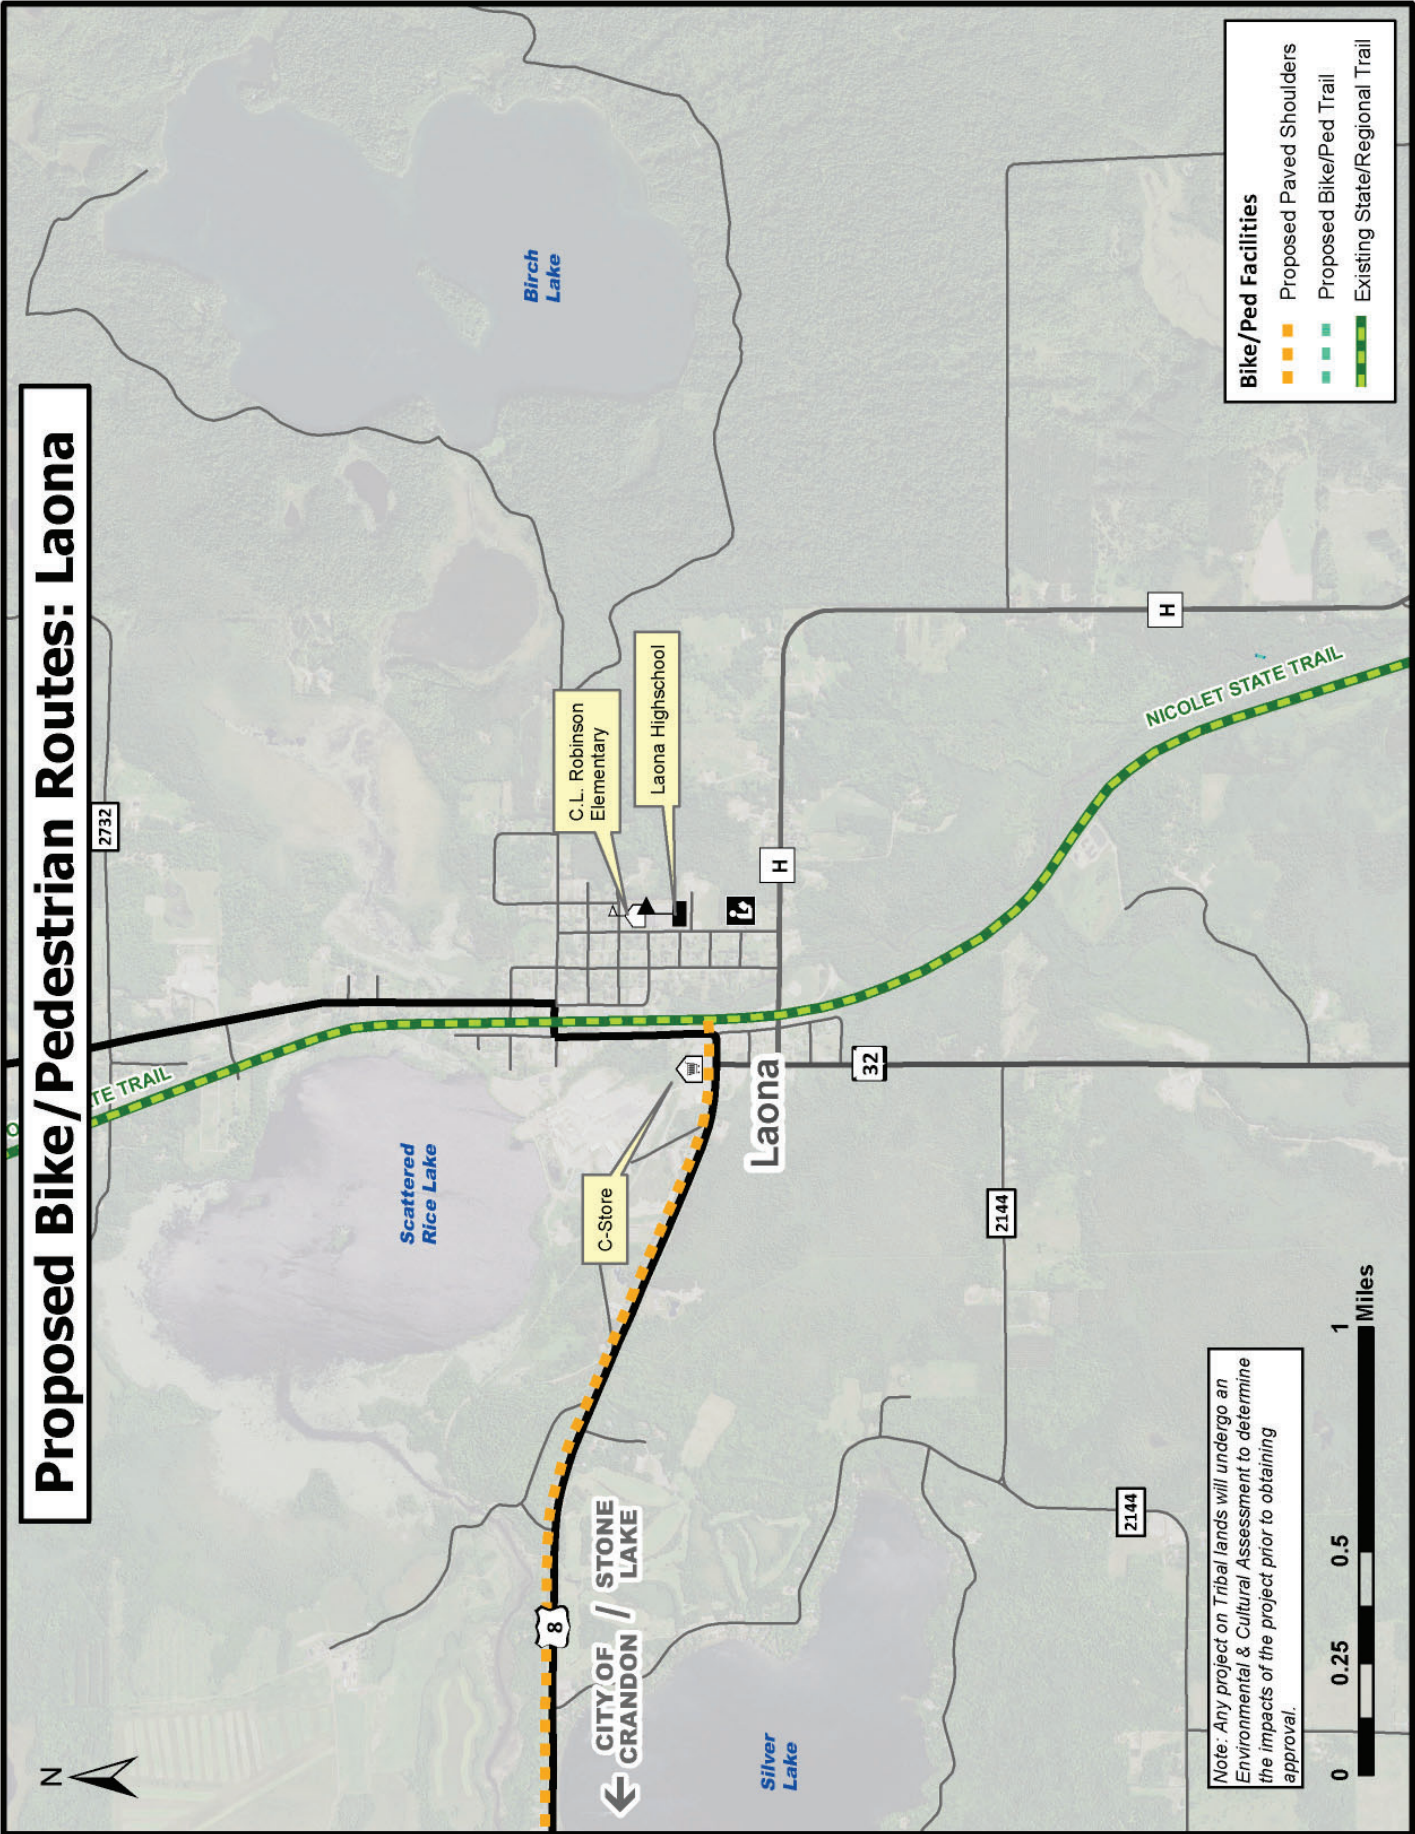 Proposed Bike/Pedestrian Routes: Laona
N
2732
TE TRAIL
O
Scattered
Rice Lake
Birch
Lake
C.L. Robinson
Elementary
Laona Highschool
C-Store
8
CITY OF
CRANDON
/
STONE
LAKE
Laona
H
32
H
NICOLET STATE TRAIL
Silver
Lake
2144
2144
Note: Any project on Tribal lands will undergo an
Environmental & Cultural Assessment to determine
the impacts of the project prior to obtaining
approval.
0 0.25 0.5 1
Miles
Bike/Ped Facilities
Proposed Paved Shoulders
Proposed Bike/Ped Trail
Existing State/Regional Trail